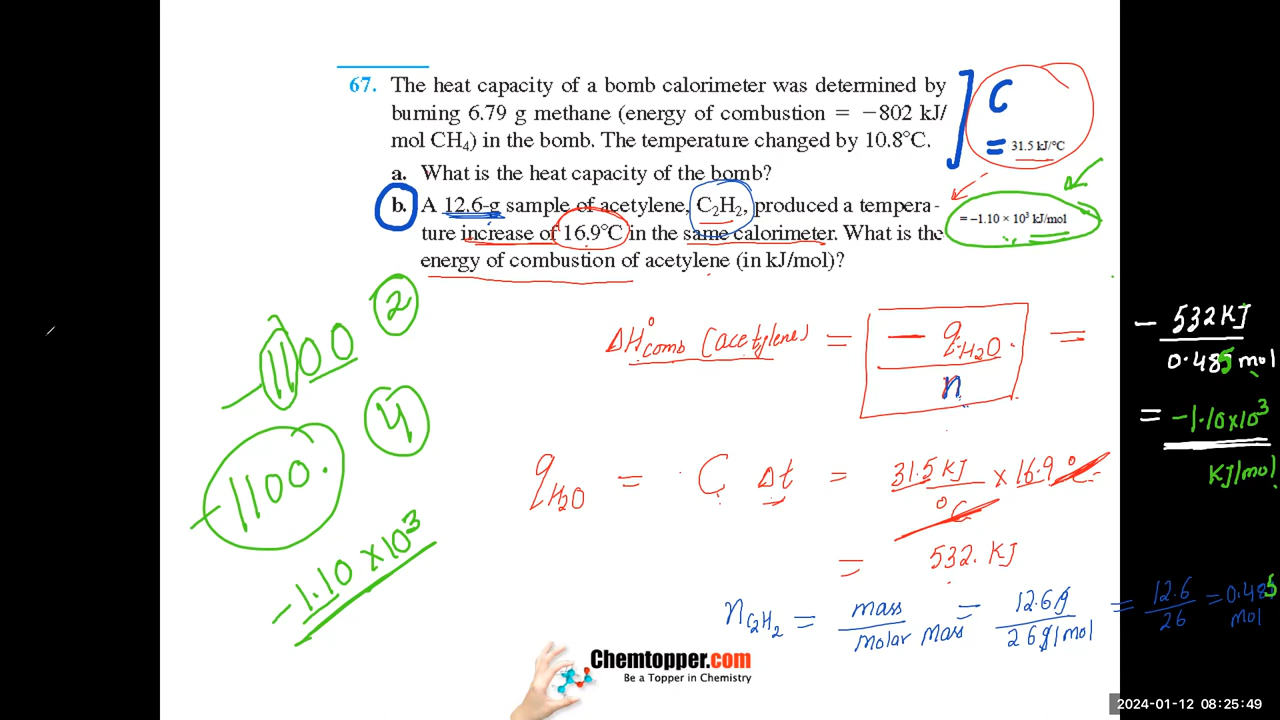 67. The heat capacity of a bomb calorimeter was determined by
burning 6.79 g methane (energy of combustion = −802 kJ/
mol CH₄) in the bomb. The temperature changed by 10.8°C.
a. What is the heat capacity of the bomb?
b. A 12.6-g sample of acetylene, C₂H₂, produced a tempera-
ture increase of 16.9°C in the same calorimeter. What is the
energy of combustion of acetylene (in kJ/mol)?
C
= 31.5 kJ/°C
= −1.10 × 10³ kJ/mol
−1100 2
−1100. 4
−1.10 × 10³
ΔH°comb (acetylene) = − qH₂O. / n = − 532 KJ / 0.485 mol
= −1.10 × 10³
KJ/mol
qH₂O = C Δt = 31.5 KJ / °C × 16.9 °C
= 532. KJ
nC₂H₂ = mass / molar mass = 12.6 g / 26 g/mol = 12.6 / 26 = 0.485 mol
Chemtopper.com
Be a Topper in Chemistry
2024-01-12 08:25:49